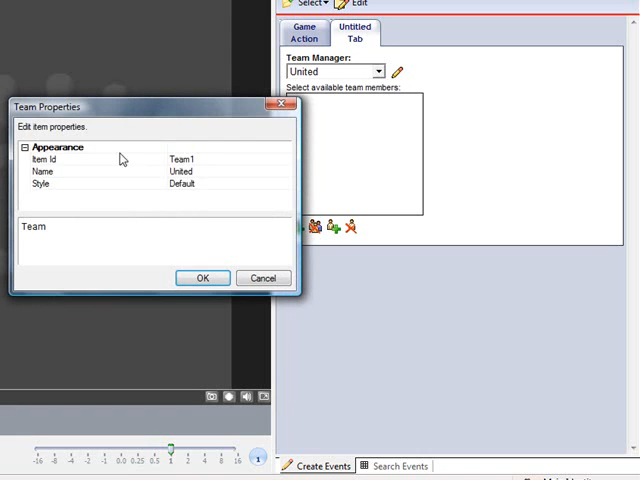 Select Edit
Game Action
Untitled Tab
Team Manager:
United
Select available team members:
Team Properties
Edit item properties.
Appearance
Item Id Team1
Name United
Style Default
Team
OK Cancel
-16 -8 -4 -2 0.0 0.25 0.5 1 2 4 8 16
1
Create Events Search Events